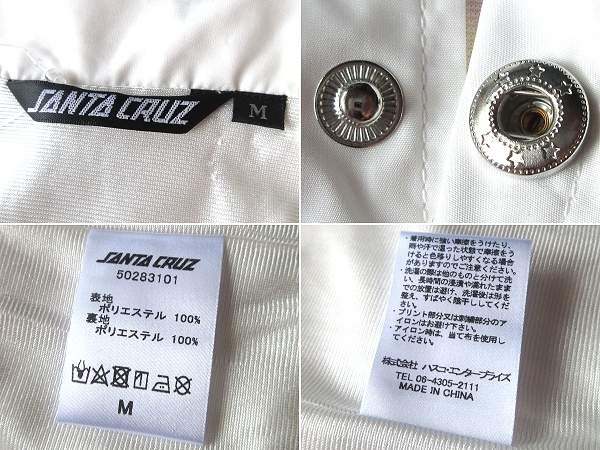 SANTA CRUZ
M
SANTA CRUZ
50283101
表地
ポリエステル 100%
裏地
ポリエステル 100%
M
・着用時に強い摩擦をうけたり、
雨や汗で湿った状態で摩擦をう
けると色移りしやすくなる場合
がありますのでご注意ください。
・洗濯の際は他のものと分けて洗
い、長時間の浸漬や濡れたまま
での放置は避け、洗濯後は形を
整え、すばやく陰干ししてくだ
さい。
・プリント部分又は刺繍部分のア
イロンはお避け下さい。
・アイロン時は、当て布を使用し
てください。
株式会社 ハスコ・エンタープライズ
TEL 06-4305-2111
MADE IN CHINA